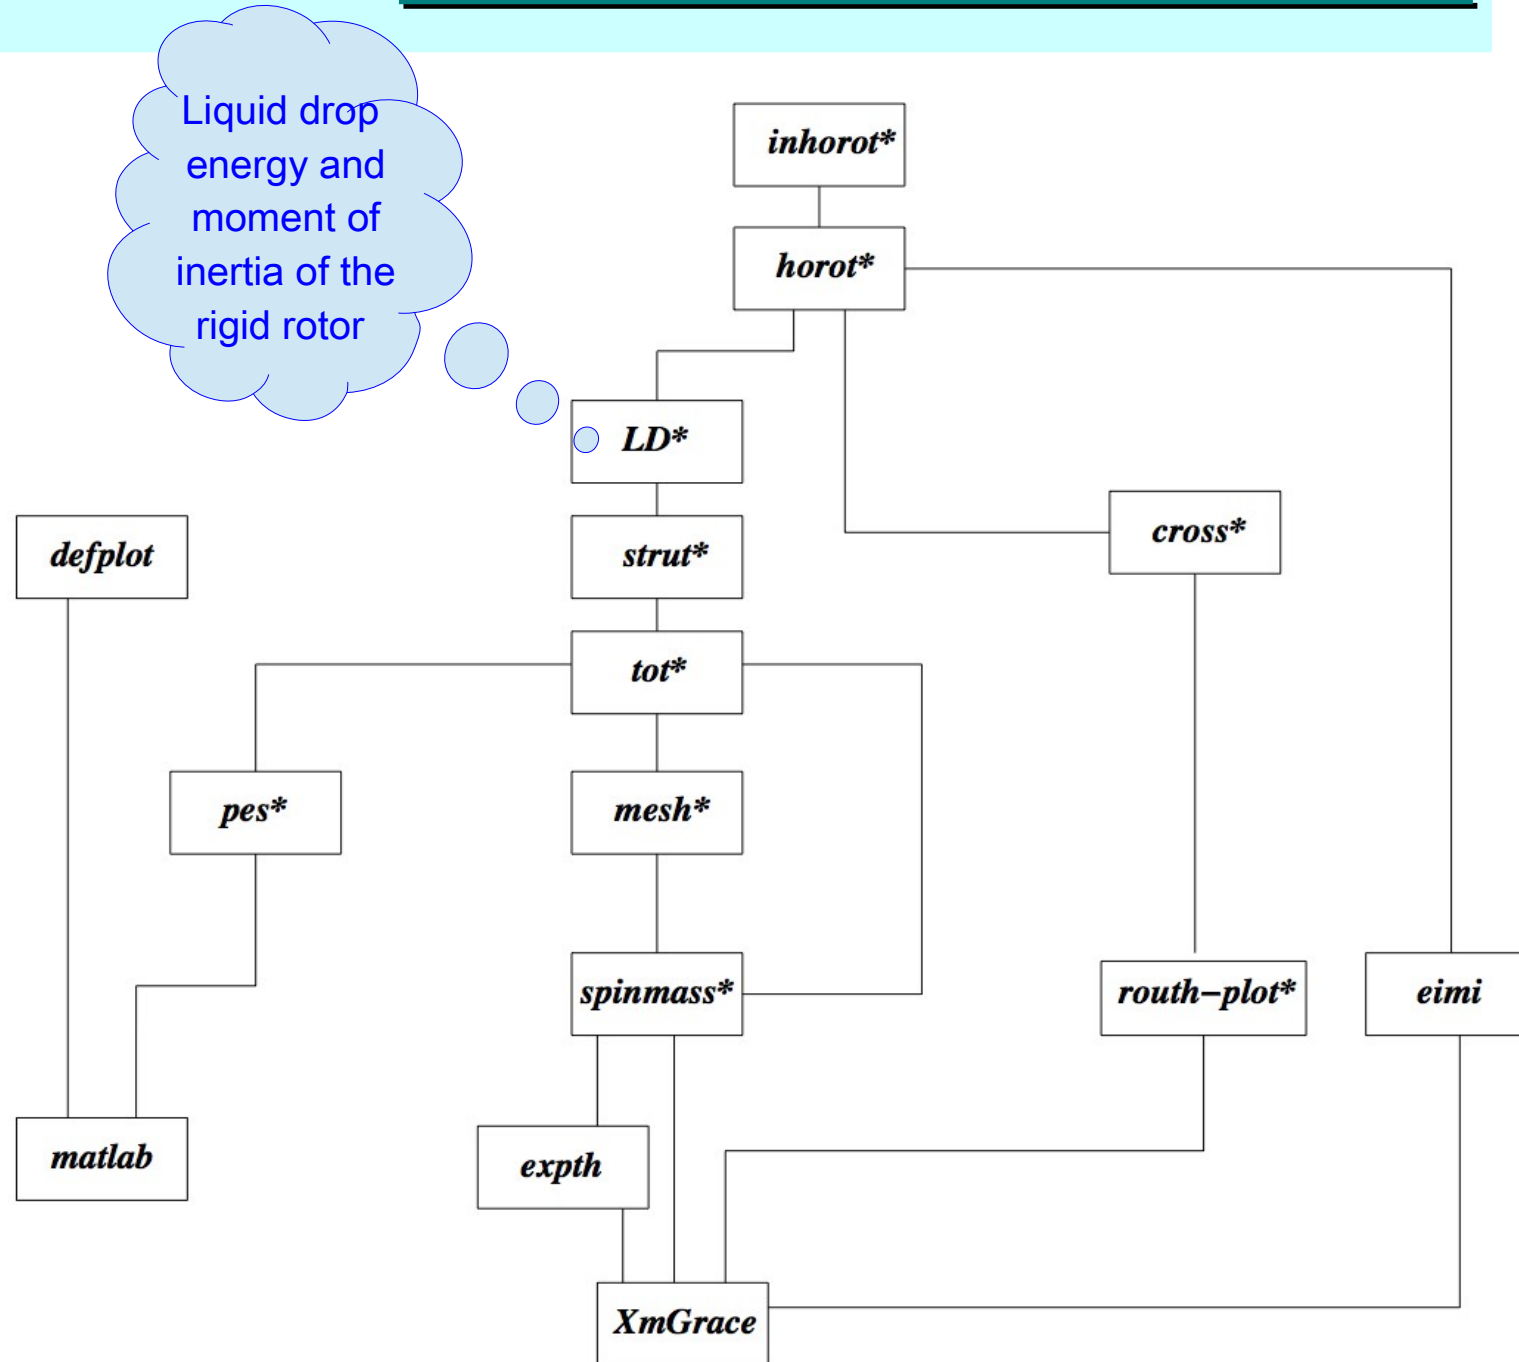 Liquid drop
energy and
moment of
inertia of the
rigid rotor
inhorot*
horot*
LD*
cross*
defplot
strut*
tot*
pes*
mesh*
spinmass*
routh−plot*
eimi
matlab
expth
XmGrace